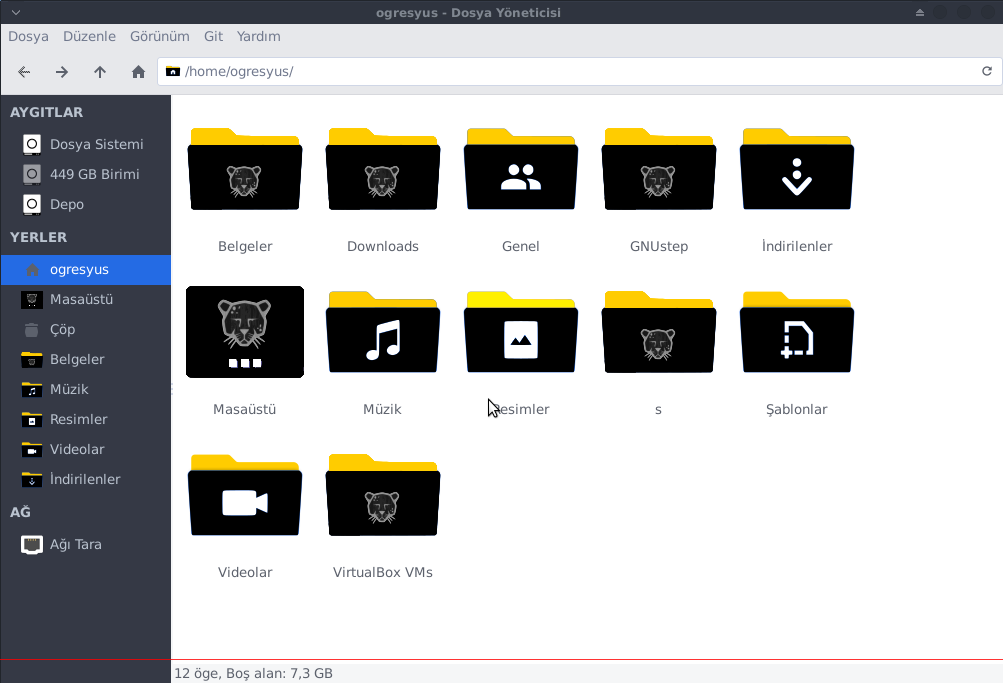 ogresyus - Dosya Yöneticisi
Dosya Düzenle Görünüm Git Yardım
/home/ogresyus/
AYGITLAR
Dosya Sistemi
449 GB Birimi
Depo
YERLER
ogresyus
Masaüstü
Çöp
Belgeler
Müzik
Resimler
Videolar
İndirilenler
AĞ
Ağı Tara
Belgeler Downloads Genel GNUstep İndirilenler
Masaüstü Müzik Resimler s Şablonlar
Videolar VirtualBox VMs
12 öge, Boş alan: 7,3 GB